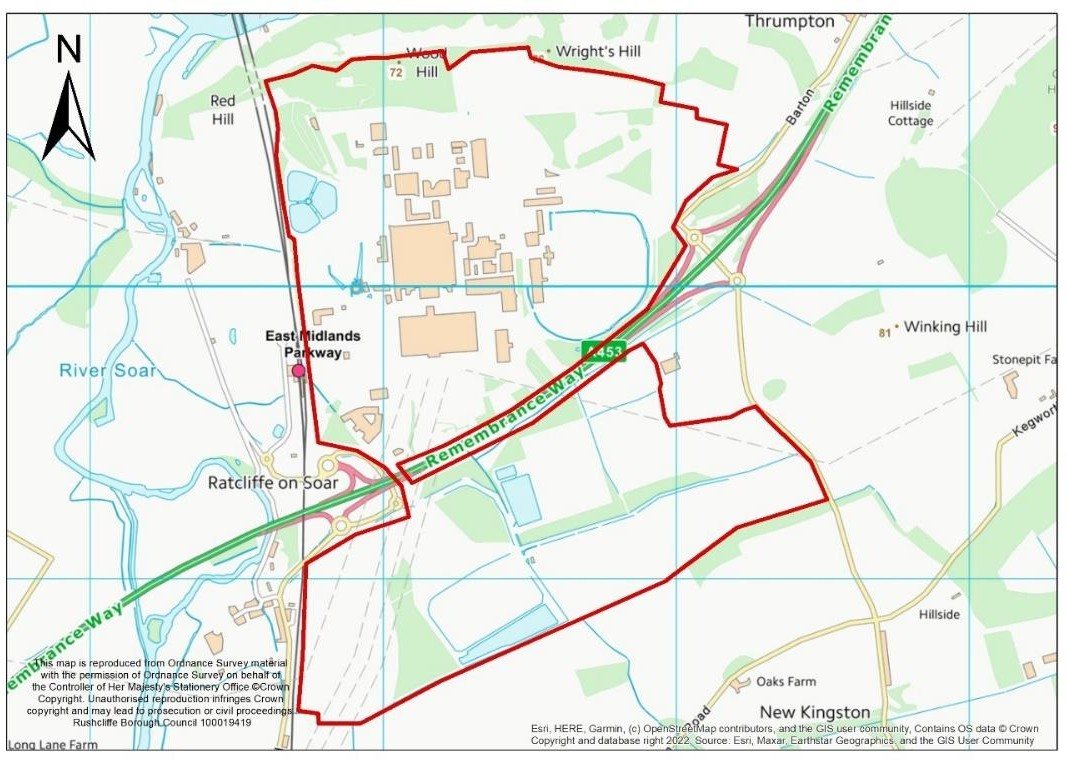 Thrumpton
Remembran
N
Wood
Hill
72
Wright's Hill
Red
Hill
Barton
Hillside
Cottage
East Midlands
Parkway
A453
81
Winking Hill
River Soar
Stonepit Fa
Remembrance Way
Kegwort
Ratcliffe on Soar
embrance Way
Hillside
Oaks Farm
New Kingston
Road
This map is reproduced from Ordnance Survey material
with the permission of Ordnance Survey on behalf of
the Controller of Her Majesty's Stationery Office ©Crown
Copyright. Unauthorised reproduction infringes Crown
copyright and may lead to prosecution or civil proceedings
Rushcliffe Borough Council 100019419
Long Lane Farm
Esri, HERE, Garmin, (c) OpenStreetMap contributors, and the GIS user community, Contains OS data © Crown
Copyright and database right 2022, Source: Esri, Maxar, Earthstar Geographics, and the GIS User Community